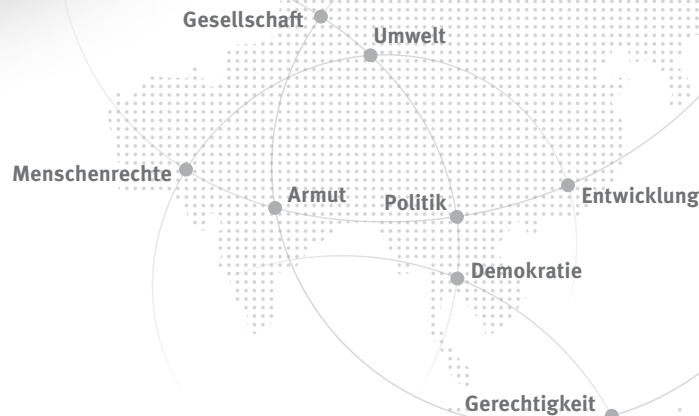 Gesellschaft
Umwelt
Menschenrechte
Armut
Politik
Entwicklung
Demokratie
Gerechtigkeit